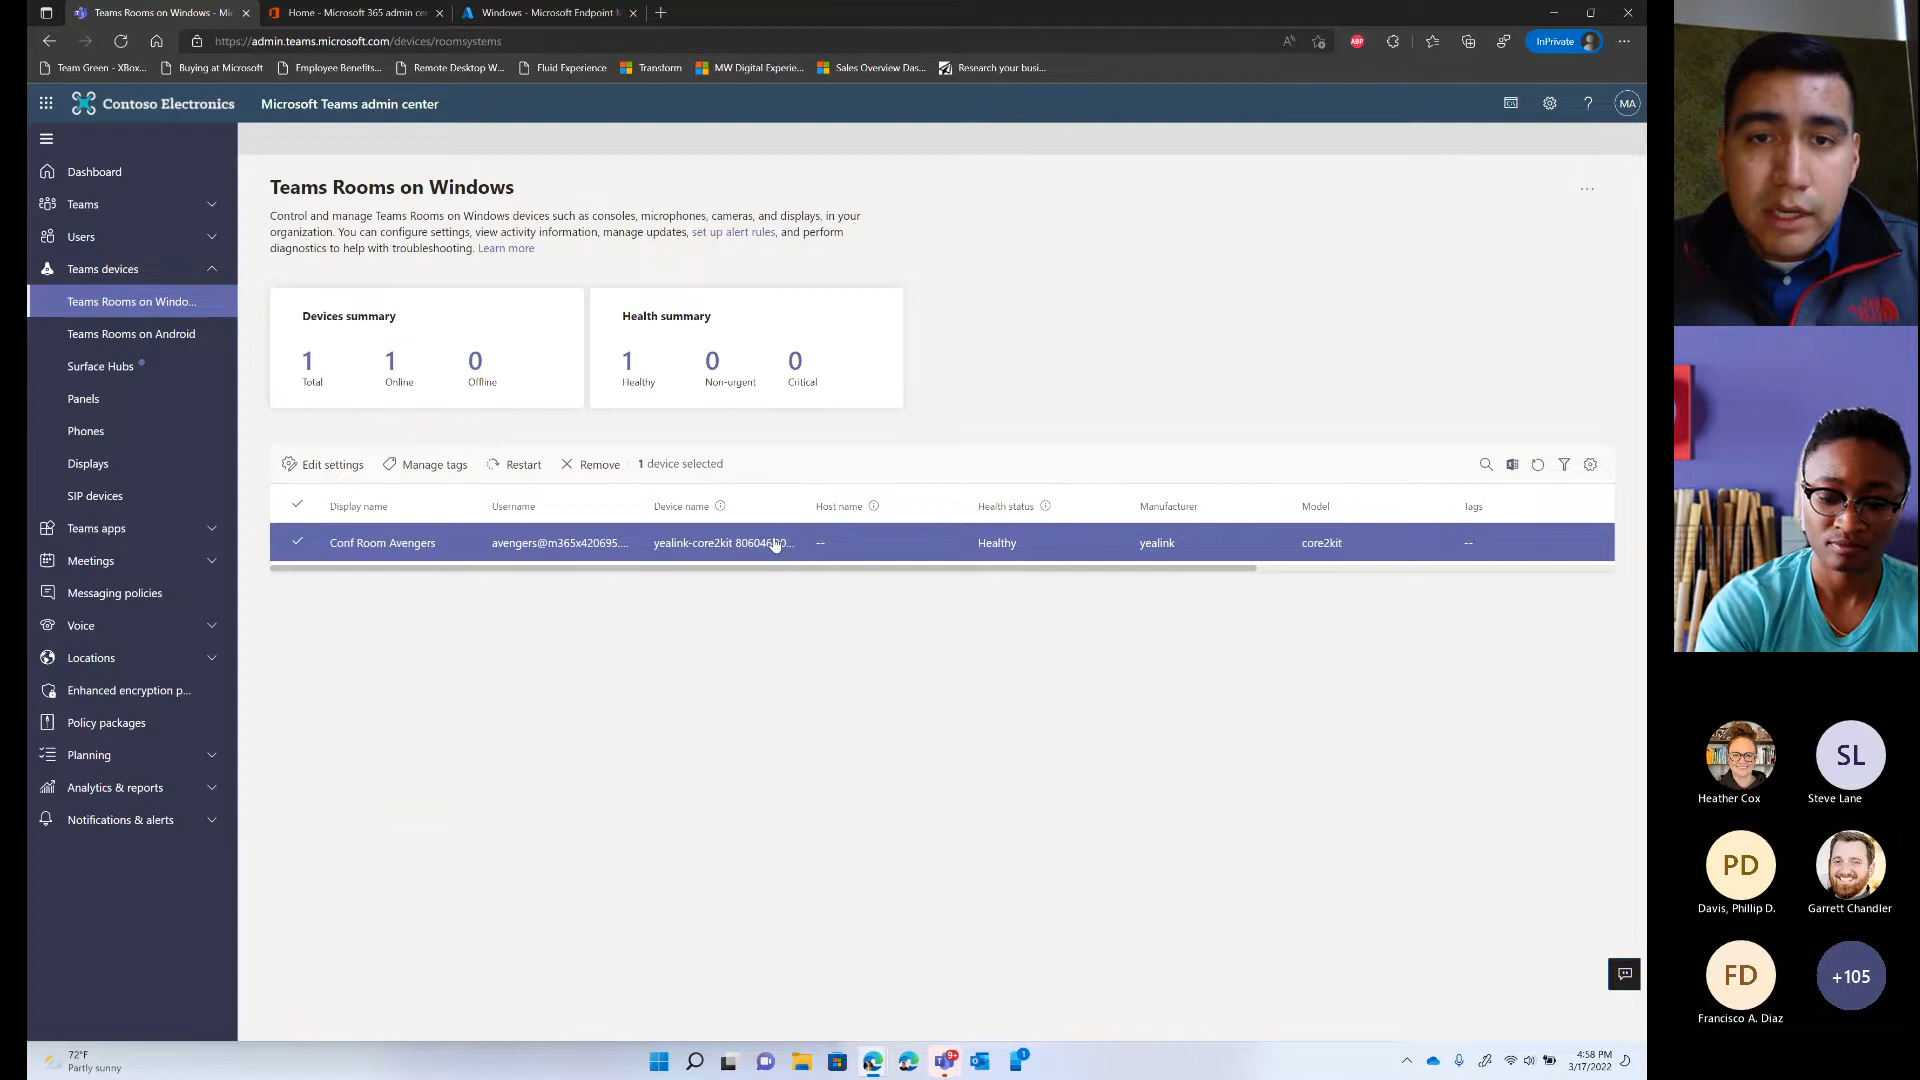 Teams Rooms on Windows - Mic
Home - Microsoft 365 admin cen
Windows - Microsoft Endpoint M
https://admin.teams.microsoft.com/devices/roomsystems
ABP
InPrivate
Team Green - XBox...
Buying at Microsoft
Employee Benefits...
Remote Desktop W...
Fluid Experience
Transform
MW Digital Experie...
Sales Overview Das...
Research your busi...
Contoso Electronics
Microsoft Teams admin center
?
MA
Dashboard
Teams
Users
Teams devices
Teams Rooms on Windo...
Teams Rooms on Android
Surface Hubs
Panels
Phones
Displays
SIP devices
Teams apps
Meetings
Messaging policies
Voice
Locations
Enhanced encryption p...
Policy packages
Planning
Analytics & reports
Notifications & alerts
Teams Rooms on Windows
Control and manage Teams Rooms on Windows devices such as consoles, microphones, cameras, and displays, in your
organization. You can configure settings, view activity information, manage updates, set up alert rules, and perform
diagnostics to help with troubleshooting. Learn more
Devices summary
1 1 0
Total Online Offline
Health summary
1 0 0
Healthy Non-urgent Critical
Edit settings Manage tags Restart Remove 1 device selected
Display name Username Device name Host name Health status Manufacturer Model Tags
Conf Room Avengers avengers@m365x420695.... yealink-core2kit -- Healthy yealink core2kit --
THE NORTH FACE
Heather Cox
SL
Steve Lane
PD
Davis, Phillip D.
Garrett Chandler
FD
Francisco A. Diaz
+105
72°F
Partly sunny
9+
1
4:58 PM
3/17/2022